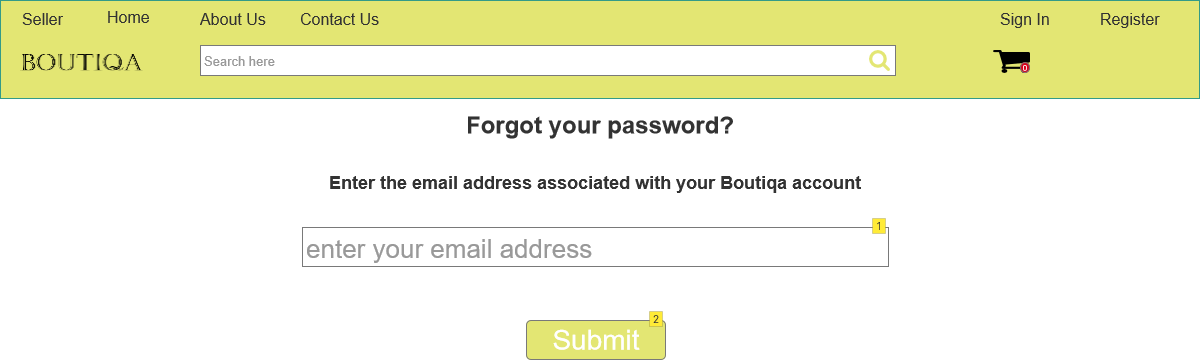 Seller Home About Us Contact Us Sign In Register
BOUTIQA Search here 0
Forgot your password?
Enter the email address associated with your Boutiqa account
1
enter your email address
2
Submit